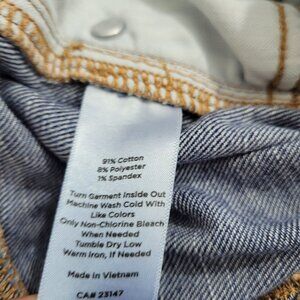 91% Cotton
8% Polyester
1% Spandex
Turn Garment Inside Out
Machine Wash Cold With
Like Colors
Only Non-Chlorine Bleach
When Needed
Tumble Dry Low
Warm Iron, If Needed
Made in Vietnam
CA# 23147